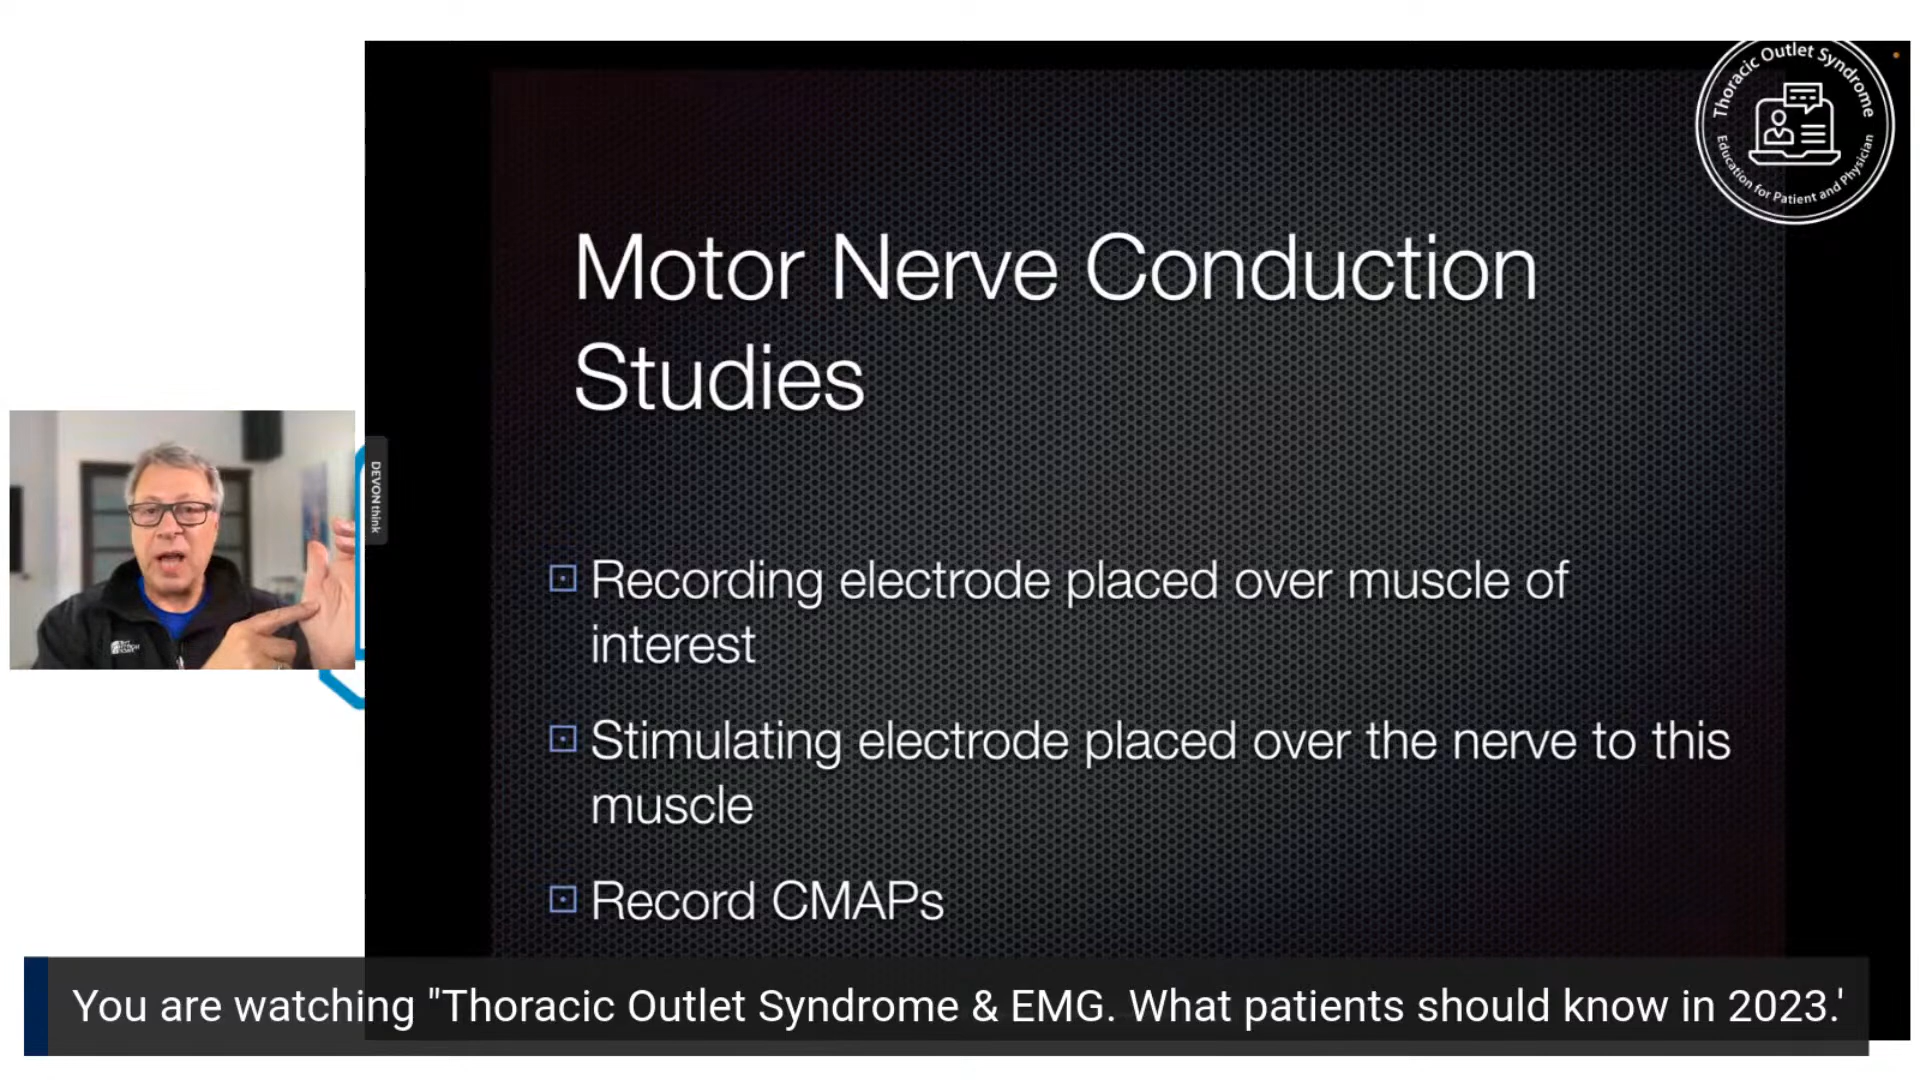 Thoracic Outlet Syndrome
Education for Patient and Physician
Motor Nerve Conduction
Studies
DEVONthink
Recording electrode placed over muscle of
interest
Stimulating electrode placed over the nerve to this
muscle
Record CMAPs
You are watching "Thoracic Outlet Syndrome & EMG. What patients should know in 2023.'